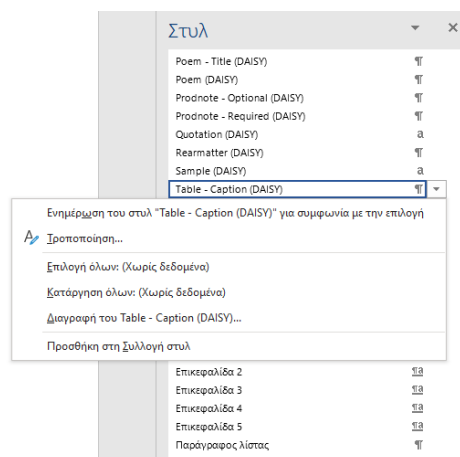 Στυλ
Poem - Title (DAISY) ¶
Poem (DAISY) ¶
Prodnote - Optional (DAISY) ¶
Prodnote - Required (DAISY) ¶
Quotation (DAISY) a
Rearmatter (DAISY) ¶
Sample (DAISY) a
Table - Caption (DAISY) ¶
Ενημέρωση του στυλ "Table - Caption (DAISY)" για συμφωνία με την επιλογή
Τροποποίηση...
Επιλογή όλων: (Χωρίς δεδομένα)
Κατάργηση όλων: (Χωρίς δεδομένα)
Διαγραφή του Table - Caption (DAISY)...
Προσθήκη στη Συλλογή στυλ
Επικεφαλίδα 2 ¶a
Επικεφαλίδα 3 ¶a
Επικεφαλίδα 4 ¶a
Επικεφαλίδα 5 ¶a
Παράγραφος λίστας ¶